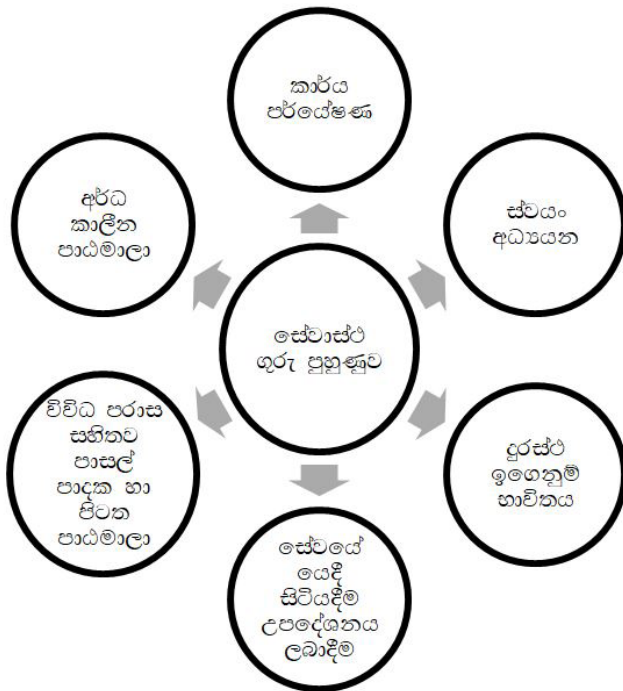 කාර්ය
පර්යේෂණ
අර්ධ
කාලීන
පාඨමාලා
ස්වයං
අධ්‍යයන
සේවාස්ථ
ගුරු පුහුණුව
විවිධ පරාස
සහිතව
පාසල්
පාදක හා
පිටත
පාඨමාලා
දුරස්ථ
ඉගෙනුම්
භාවිතය
සේවයේ
යෙදී
සිටියදීම
උපදේශනය
ලබාදීම